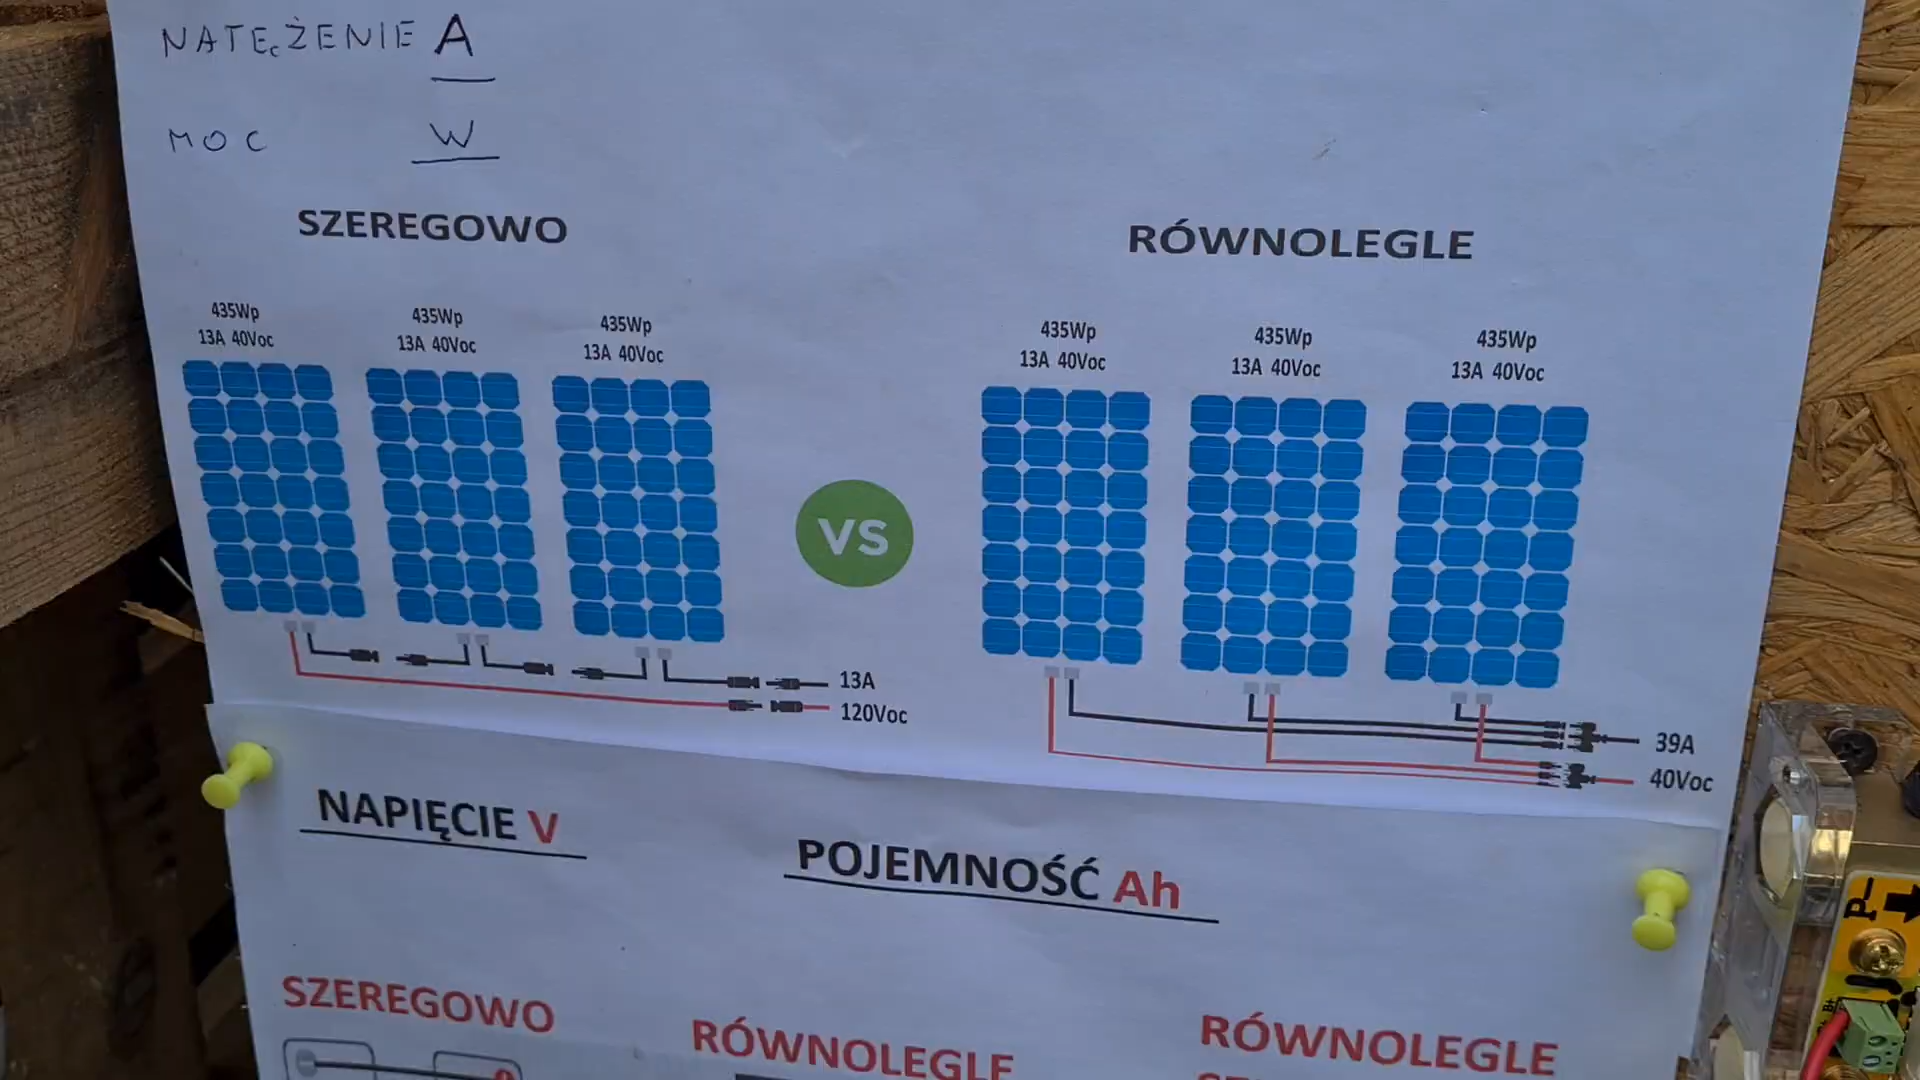 NATĘŻENIE A
MOC W
SZEREGOWO
RÓWNOLEGLE
435Wp
13A 40Voc
435Wp
13A 40Voc
435Wp
13A 40Voc
435Wp
13A 40Voc
435Wp
13A 40Voc
435Wp
13A 40Voc
VS
13A
120Voc
39A
40Voc
NAPIĘCIE V
POJEMNOŚĆ Ah
SZEREGOWO
RÓWNOLEGLE
RÓWNOLEGLE
P-
B+